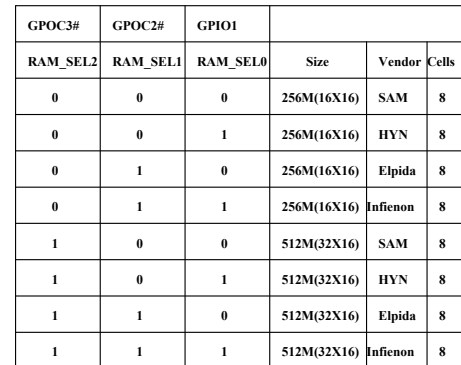 GPOC3# GPOC2# GPIO1
RAM_SEL2 RAM_SEL1 RAM_SEL0 Size Vendor Cells
0 0 0 256M(16X16) SAM 8
0 0 1 256M(16X16) HYN 8
0 1 0 256M(16X16) Elpida 8
0 1 1 256M(16X16) Infienon 8
1 0 0 512M(32X16) SAM 8
1 0 1 512M(32X16) HYN 8
1 1 0 512M(32X16) Elpida 8
1 1 1 512M(32X16) Infienon 8